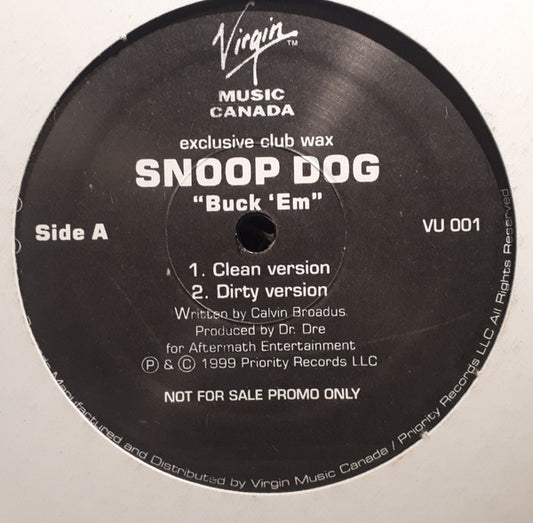 Virgin™
MUSIC
CANADA
exclusive club wax
SNOOP DOG
"Buck 'Em"
Side A
VU 001
1. Clean version
2. Dirty version
Written by Calvin Broadus
Produced by Dr. Dre
for Aftermath Entertainment
Ⓟ & © 1999 Priority Records LLC
NOT FOR SALE PROMO ONLY
Manufactured and Distributed by Virgin Music Canada / Priority Records LLC All Rights Reserved